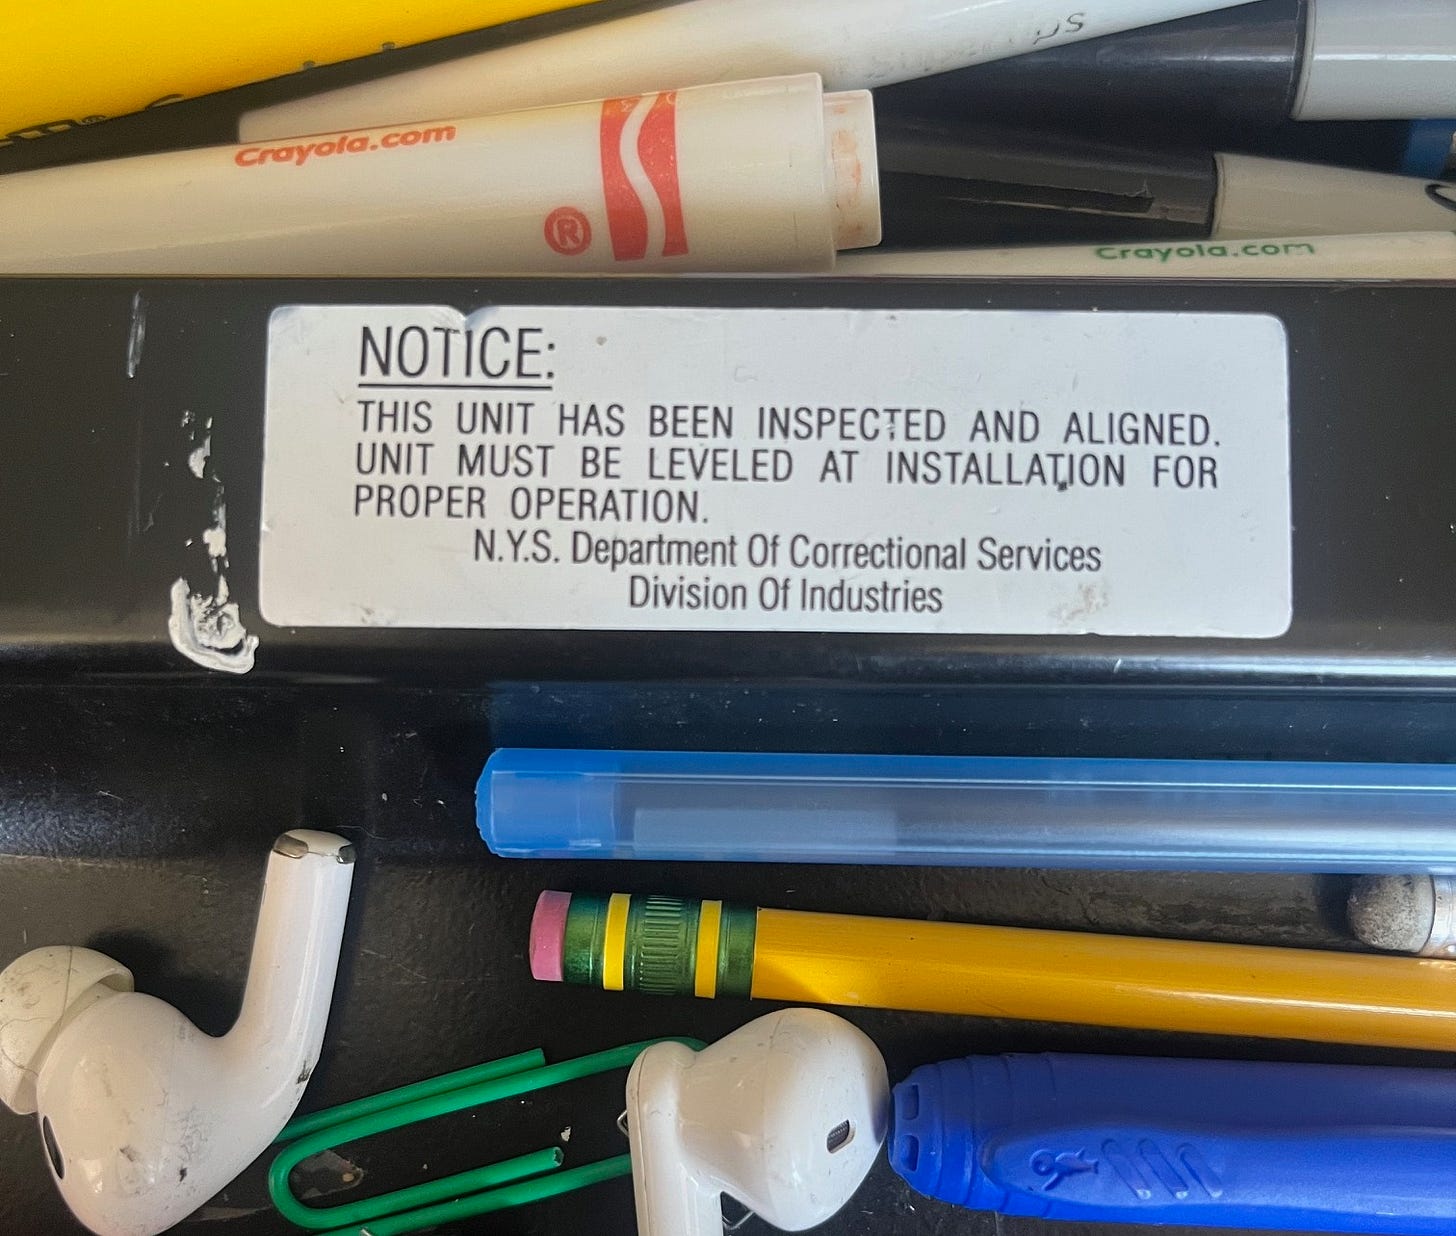 ps
Crayola.com
®
Crayola.com
NOTICE:
THIS UNIT HAS BEEN INSPECTED AND ALIGNED.
UNIT MUST BE LEVELED AT INSTALLATION FOR
PROPER OPERATION.
N.Y.S. Department Of Correctional Services
Division Of Industries